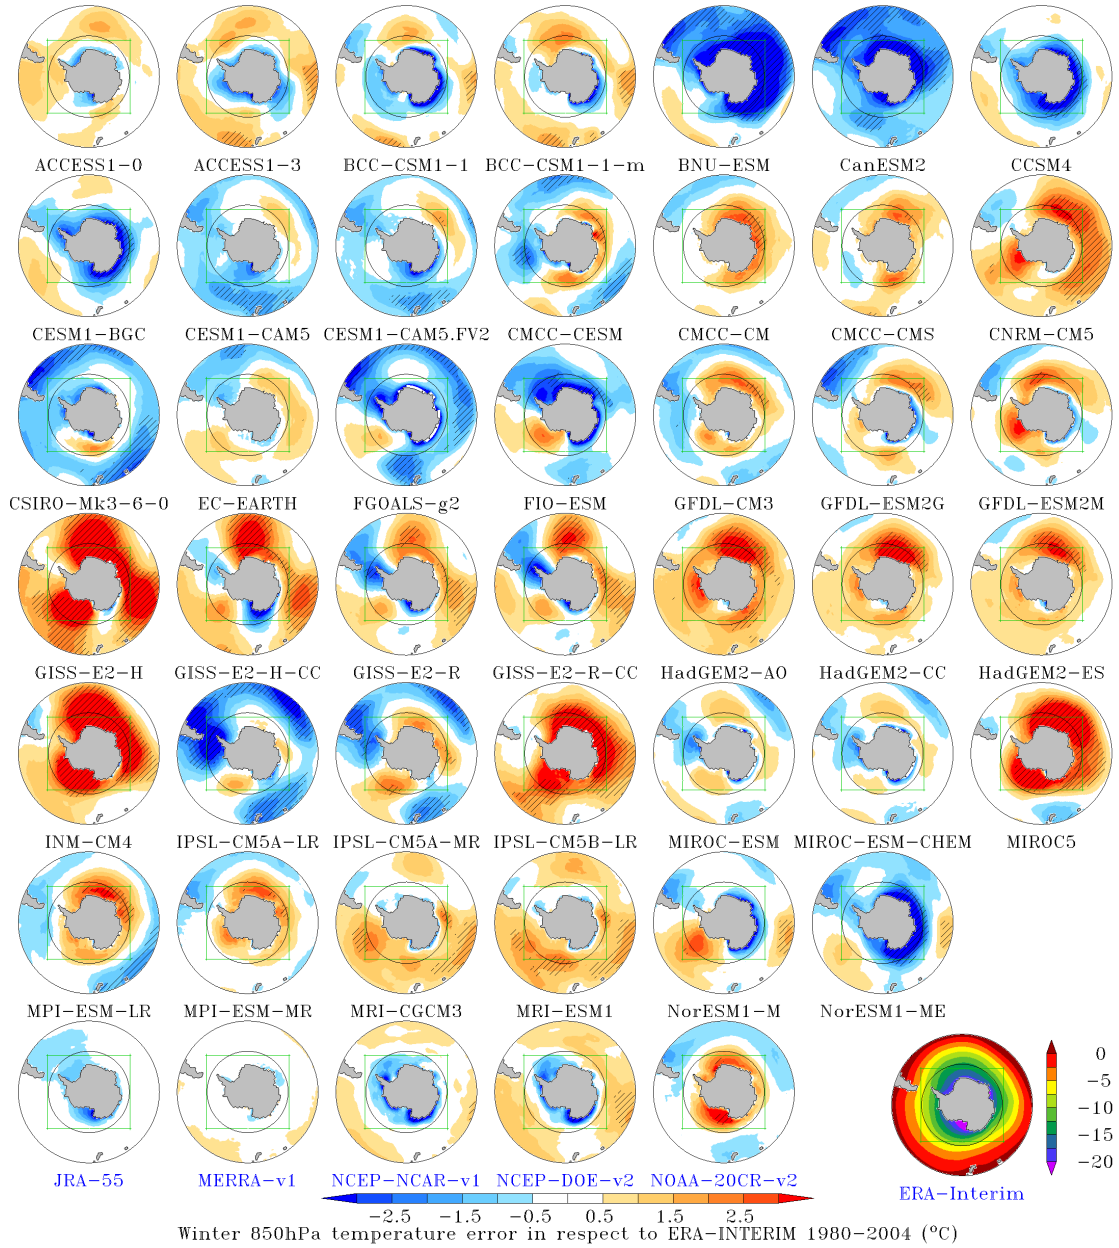 ACCESS1-0 ACCESS1-3 BCC-CSM1-1 BCC-CSM1-1-m BNU-ESM CanESM2 CCSM4
CESM1-BGC CESM1-CAM5 CESM1-CAM5.FV2 CMCC-CESM CMCC-CM CMCC-CMS CNRM-CM5
CSIRO-Mk3-6-0 EC-EARTH FGOALS-g2 FIO-ESM GFDL-CM3 GFDL-ESM2G GFDL-ESM2M
GISS-E2-H GISS-E2-H-CC GISS-E2-R GISS-E2-R-CC HadGEM2-AO HadGEM2-CC HadGEM2-ES
INM-CM4 IPSL-CM5A-LR IPSL-CM5A-MR IPSL-CM5B-LR MIROC-ESM MIROC-ESM-CHEM MIROC5
MPI-ESM-LR MPI-ESM-MR MRI-CGCM3 MRI-ESM1 NorESM1-M NorESM1-ME
0
-5
-10
-15
-20
JRA-55 MERRA-v1 NCEP-NCAR-v1 NCEP-DOE-v2 NOAA-20CR-v2 ERA-Interim
-2.5 -1.5 -0.5 0.5 1.5 2.5
Winter 850hPa temperature error in respect to ERA-INTERIM 1980-2004 (°C)